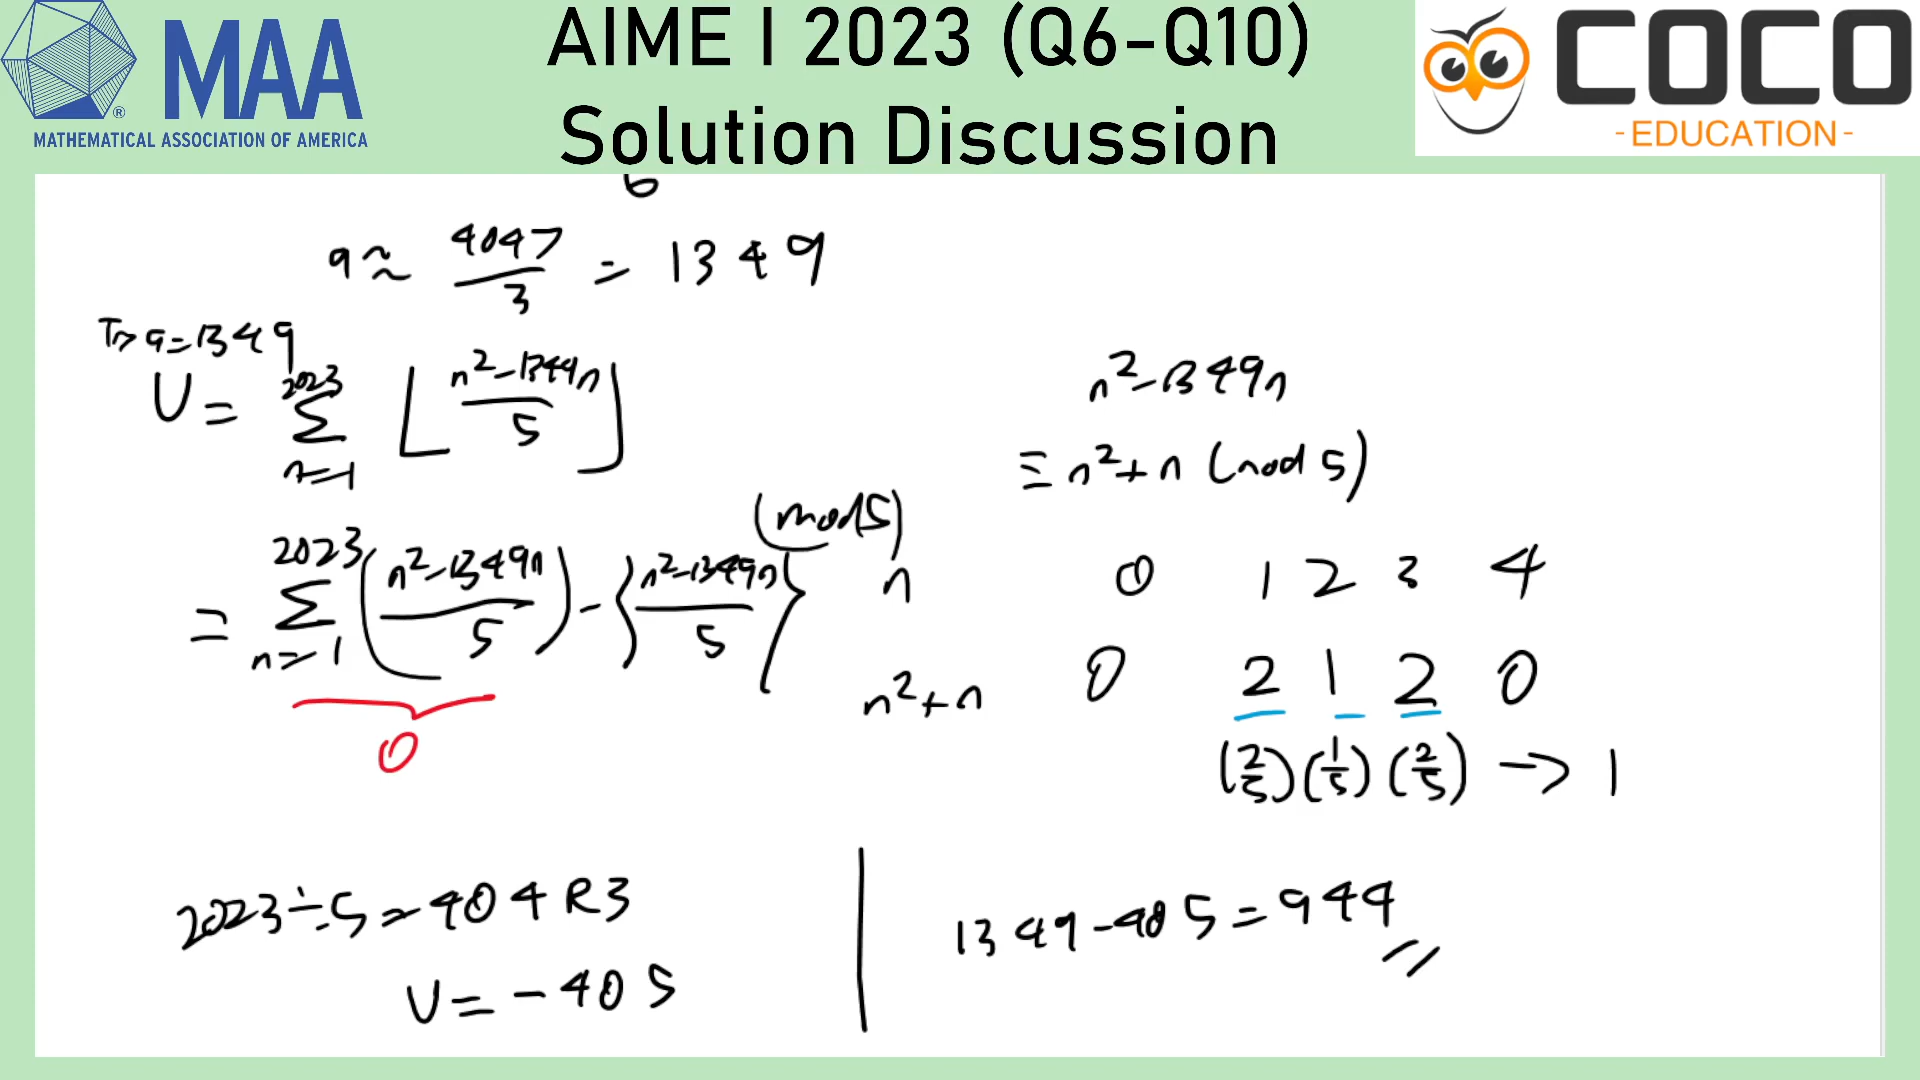 MAA
®
MATHEMATICAL ASSOCIATION OF AMERICA
AIME I 2023 (Q6-Q10)
Solution Discussion
COCO
-EDUCATION-
6
a ≈ 4047/3 = 1349
Try a=1349
U = 2023 Σ n=1 ⌊(n²-1349n)/5⌋
= 2023 Σ n=1 ((n²-1349n)/5) - {(n²-1349n)/5}
0
n²-1349n
≡ n²+n (mod 5)
(mod 5)
n 0 1 2 3 4
n²+n 0 2 1 2 0
(2/5)(1/5)(2/5) → 1
2023÷5=404 R3
U = -405
1349-405=944